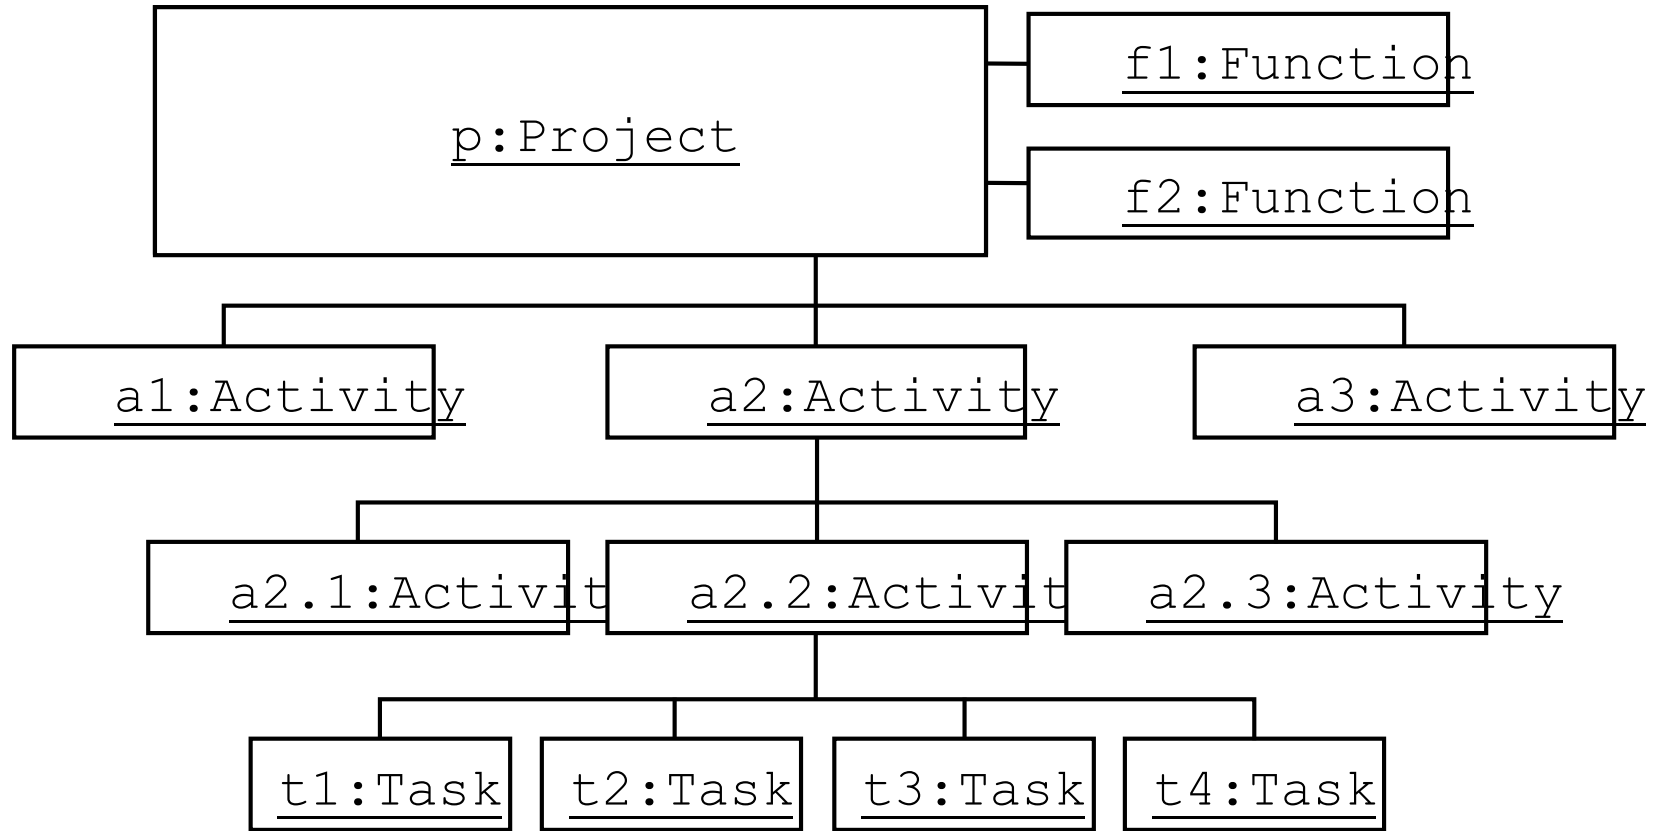 f1:Function
p:Project
f2:Function
a1:Activity
a2:Activity
a3:Activity
a2.1:Activit
a2.2:Activit
a2.3:Activity
t1:Task
t2:Task
t3:Task
t4:Task